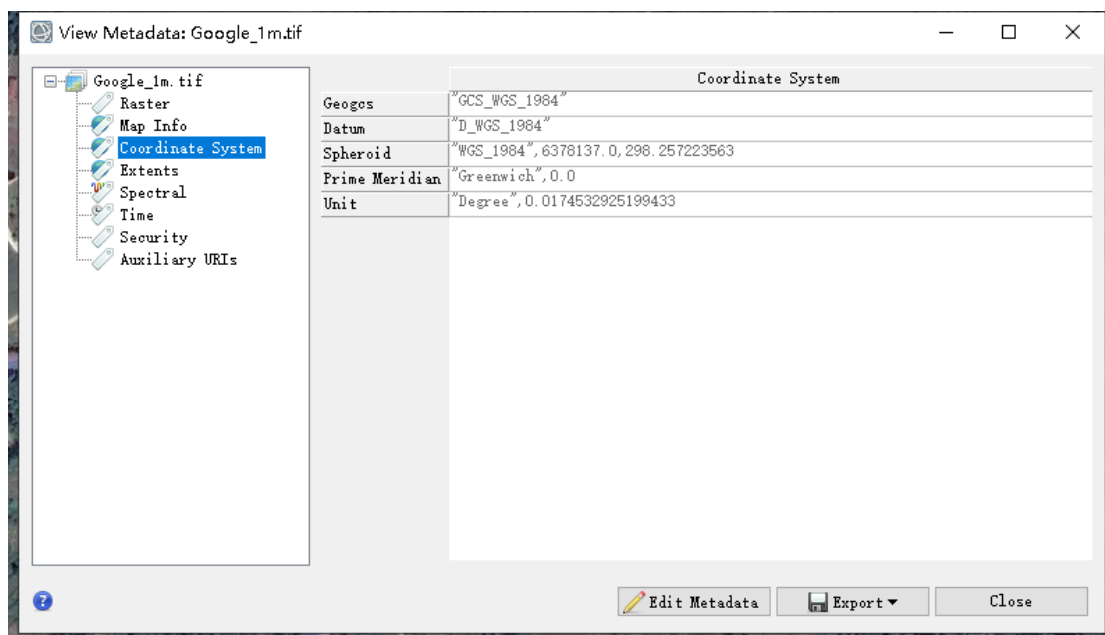 View Metadata: Google_1m.tif
Google_1m.tif
Raster
Map Info
Coordinate System
Extents
Spectral
Time
Security
Auxiliary URIs
Coordinate System
Geogcs "GCS_WGS_1984"
Datum "D_WGS_1984"
Spheroid "WGS_1984",6378137.0,298.257223563
Prime Meridian "Greenwich",0.0
Unit "Degree",0.0174532925199433
? Edit Metadata Export Close